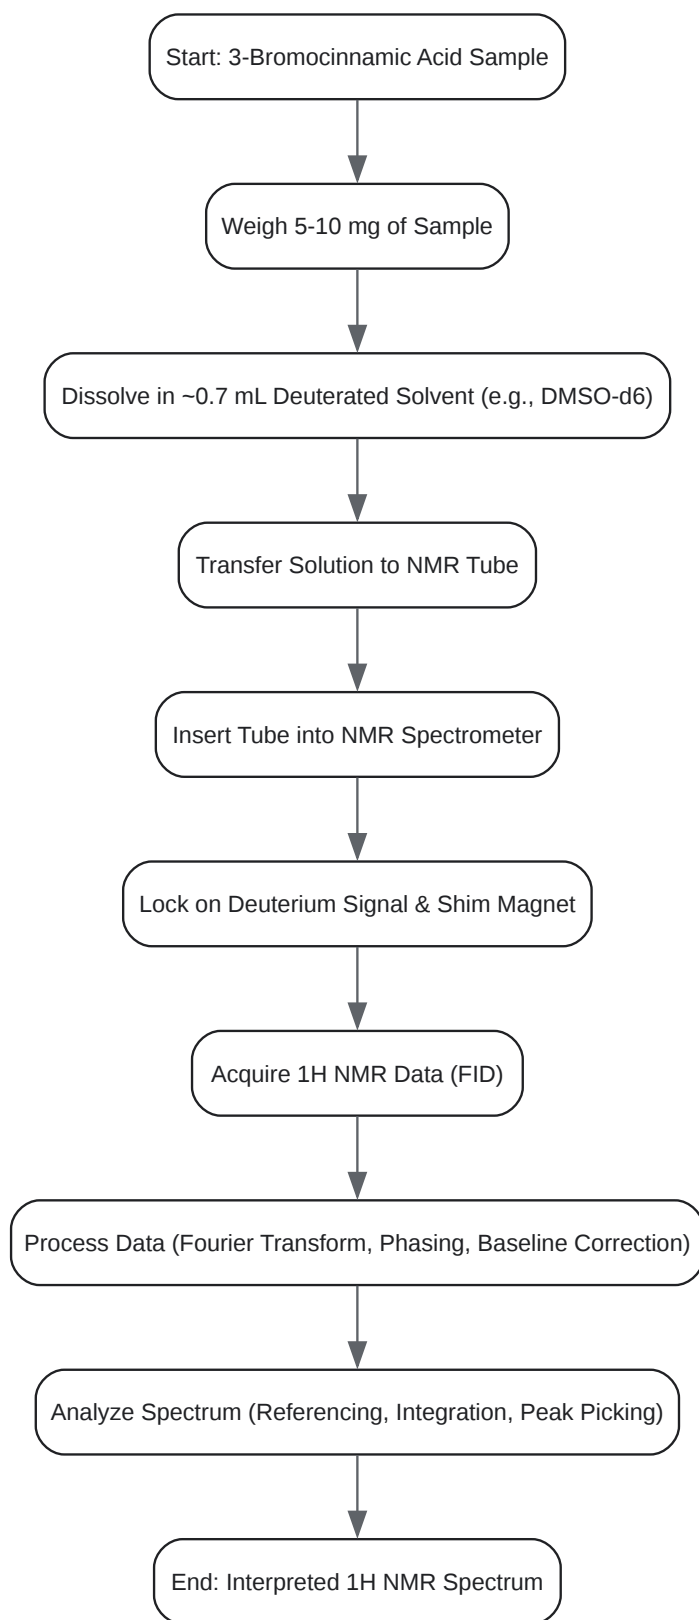 Start: 3-Bromocinnamic Acid Sample
Weigh 5-10 mg of Sample
Dissolve in ~0.7 mL Deuterated Solvent (e.g., DMSO-d6)
Transfer Solution to NMR Tube
Insert Tube into NMR Spectrometer
Lock on Deuterium Signal & Shim Magnet
Acquire 1H NMR Data (FID)
Process Data (Fourier Transform, Phasing, Baseline Correction)
Analyze Spectrum (Referencing, Integration, Peak Picking)
End: Interpreted 1H NMR Spectrum